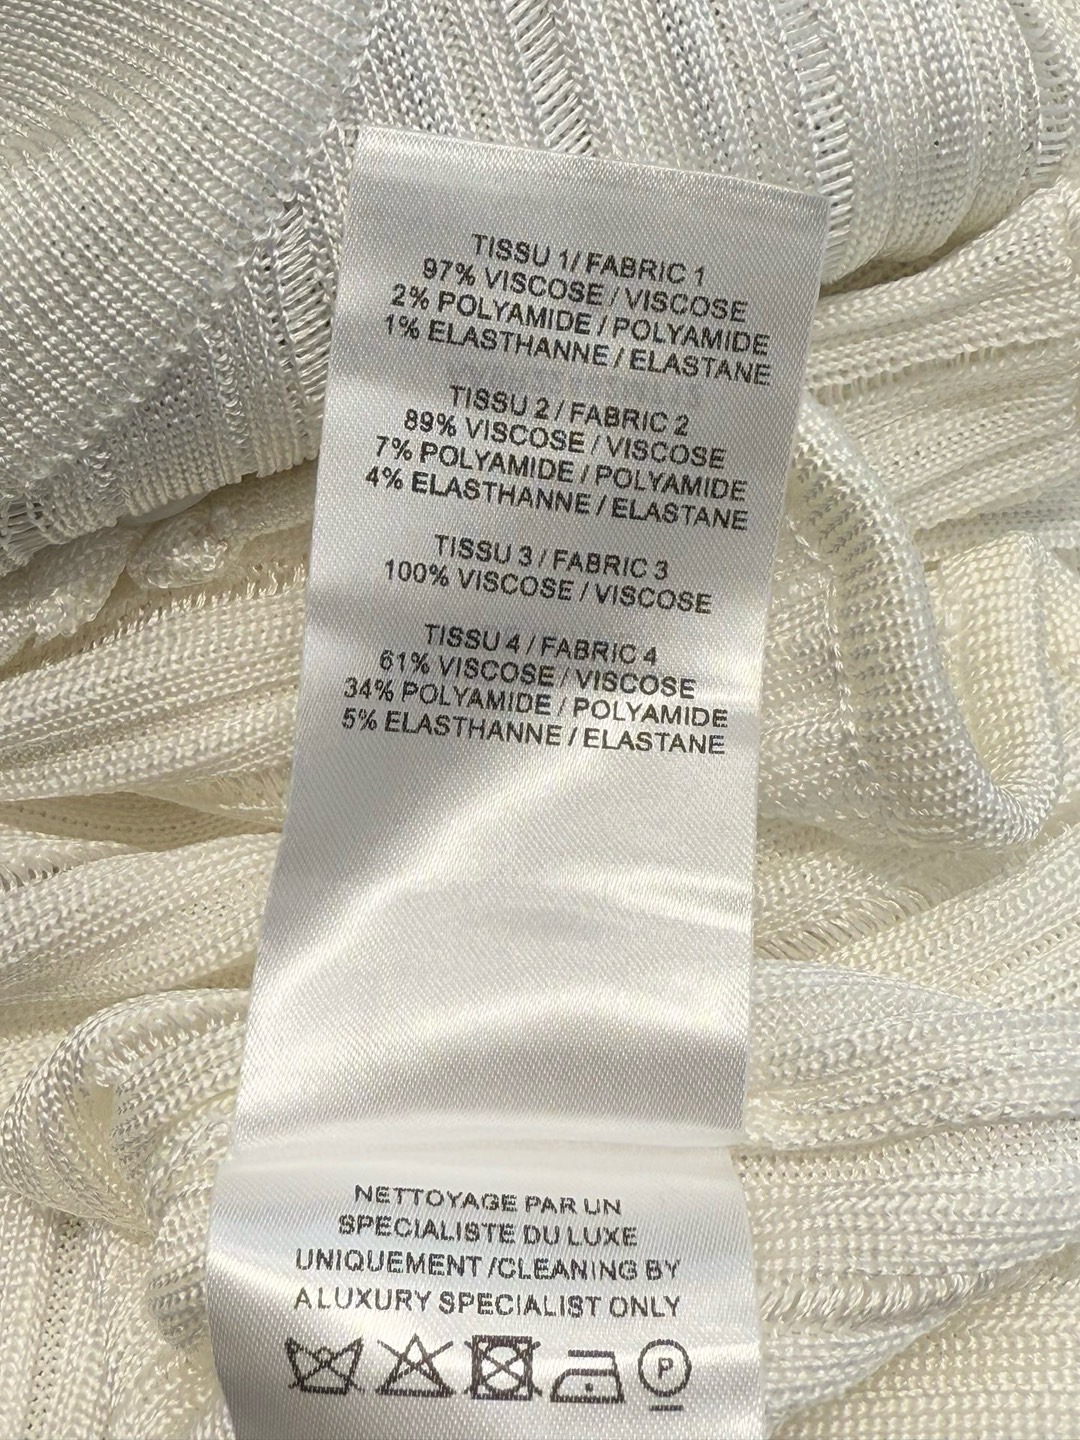 TISSU 1/ FABRIC 1
97% VISCOSE / VISCOSE
2% POLYAMIDE / POLYAMIDE
1% ELASTHANNE / ELASTANE
TISSU 2 / FABRIC 2
89% VISCOSE / VISCOSE
7% POLYAMIDE / POLYAMIDE
4% ELASTHANNE / ELASTANE
TISSU 3 / FABRIC 3
100% VISCOSE / VISCOSE
TISSU 4 / FABRIC 4
61% VISCOSE / VISCOSE
34% POLYAMIDE / POLYAMIDE
5% ELASTHANNE / ELASTANE
NETTOYAGE PAR UN
SPECIALISTE DU LUXE
UNIQUEMENT /CLEANING BY
A LUXURY SPECIALIST ONLY
P